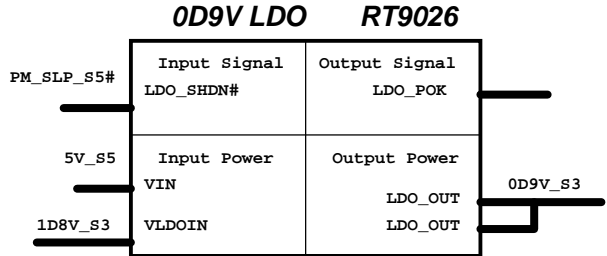 0D9V LDO RT9026
Input Signal Output Signal
PM_SLP_S5# LDO_SHDN# LDO_POK
5V_S5 Input Power Output Power
VIN
LDO_OUT 0D9V_S3
1D8V_S3 VLDOIN LDO_OUT